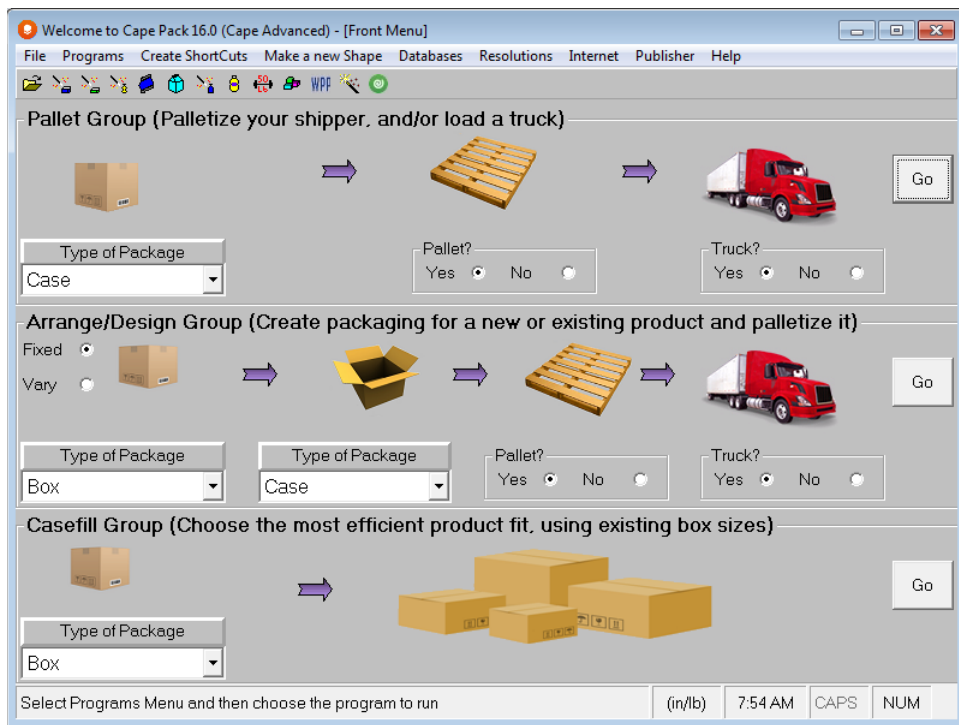 Welcome to Cape Pack 16.0 (Cape Advanced) - [Front Menu]
File Programs Create ShortCuts Make a new Shape Databases Resolutions Internet Publisher Help
50 LB WPP
Pallet Group (Palletize your shipper, and/or load a truck)
Go
Type of Package
Case
Pallet?
Yes No
Truck?
Yes No
Arrange/Design Group (Create packaging for a new or existing product and palletize it)
Fixed
Vary
Go
Type of Package
Box
Type of Package
Case
Pallet?
Yes No
Truck?
Yes No
Casefill Group (Choose the most efficient product fit, using existing box sizes)
Go
Type of Package
Box
Select Programs Menu and then choose the program to run (in/lb) 7:54 AM CAPS NUM